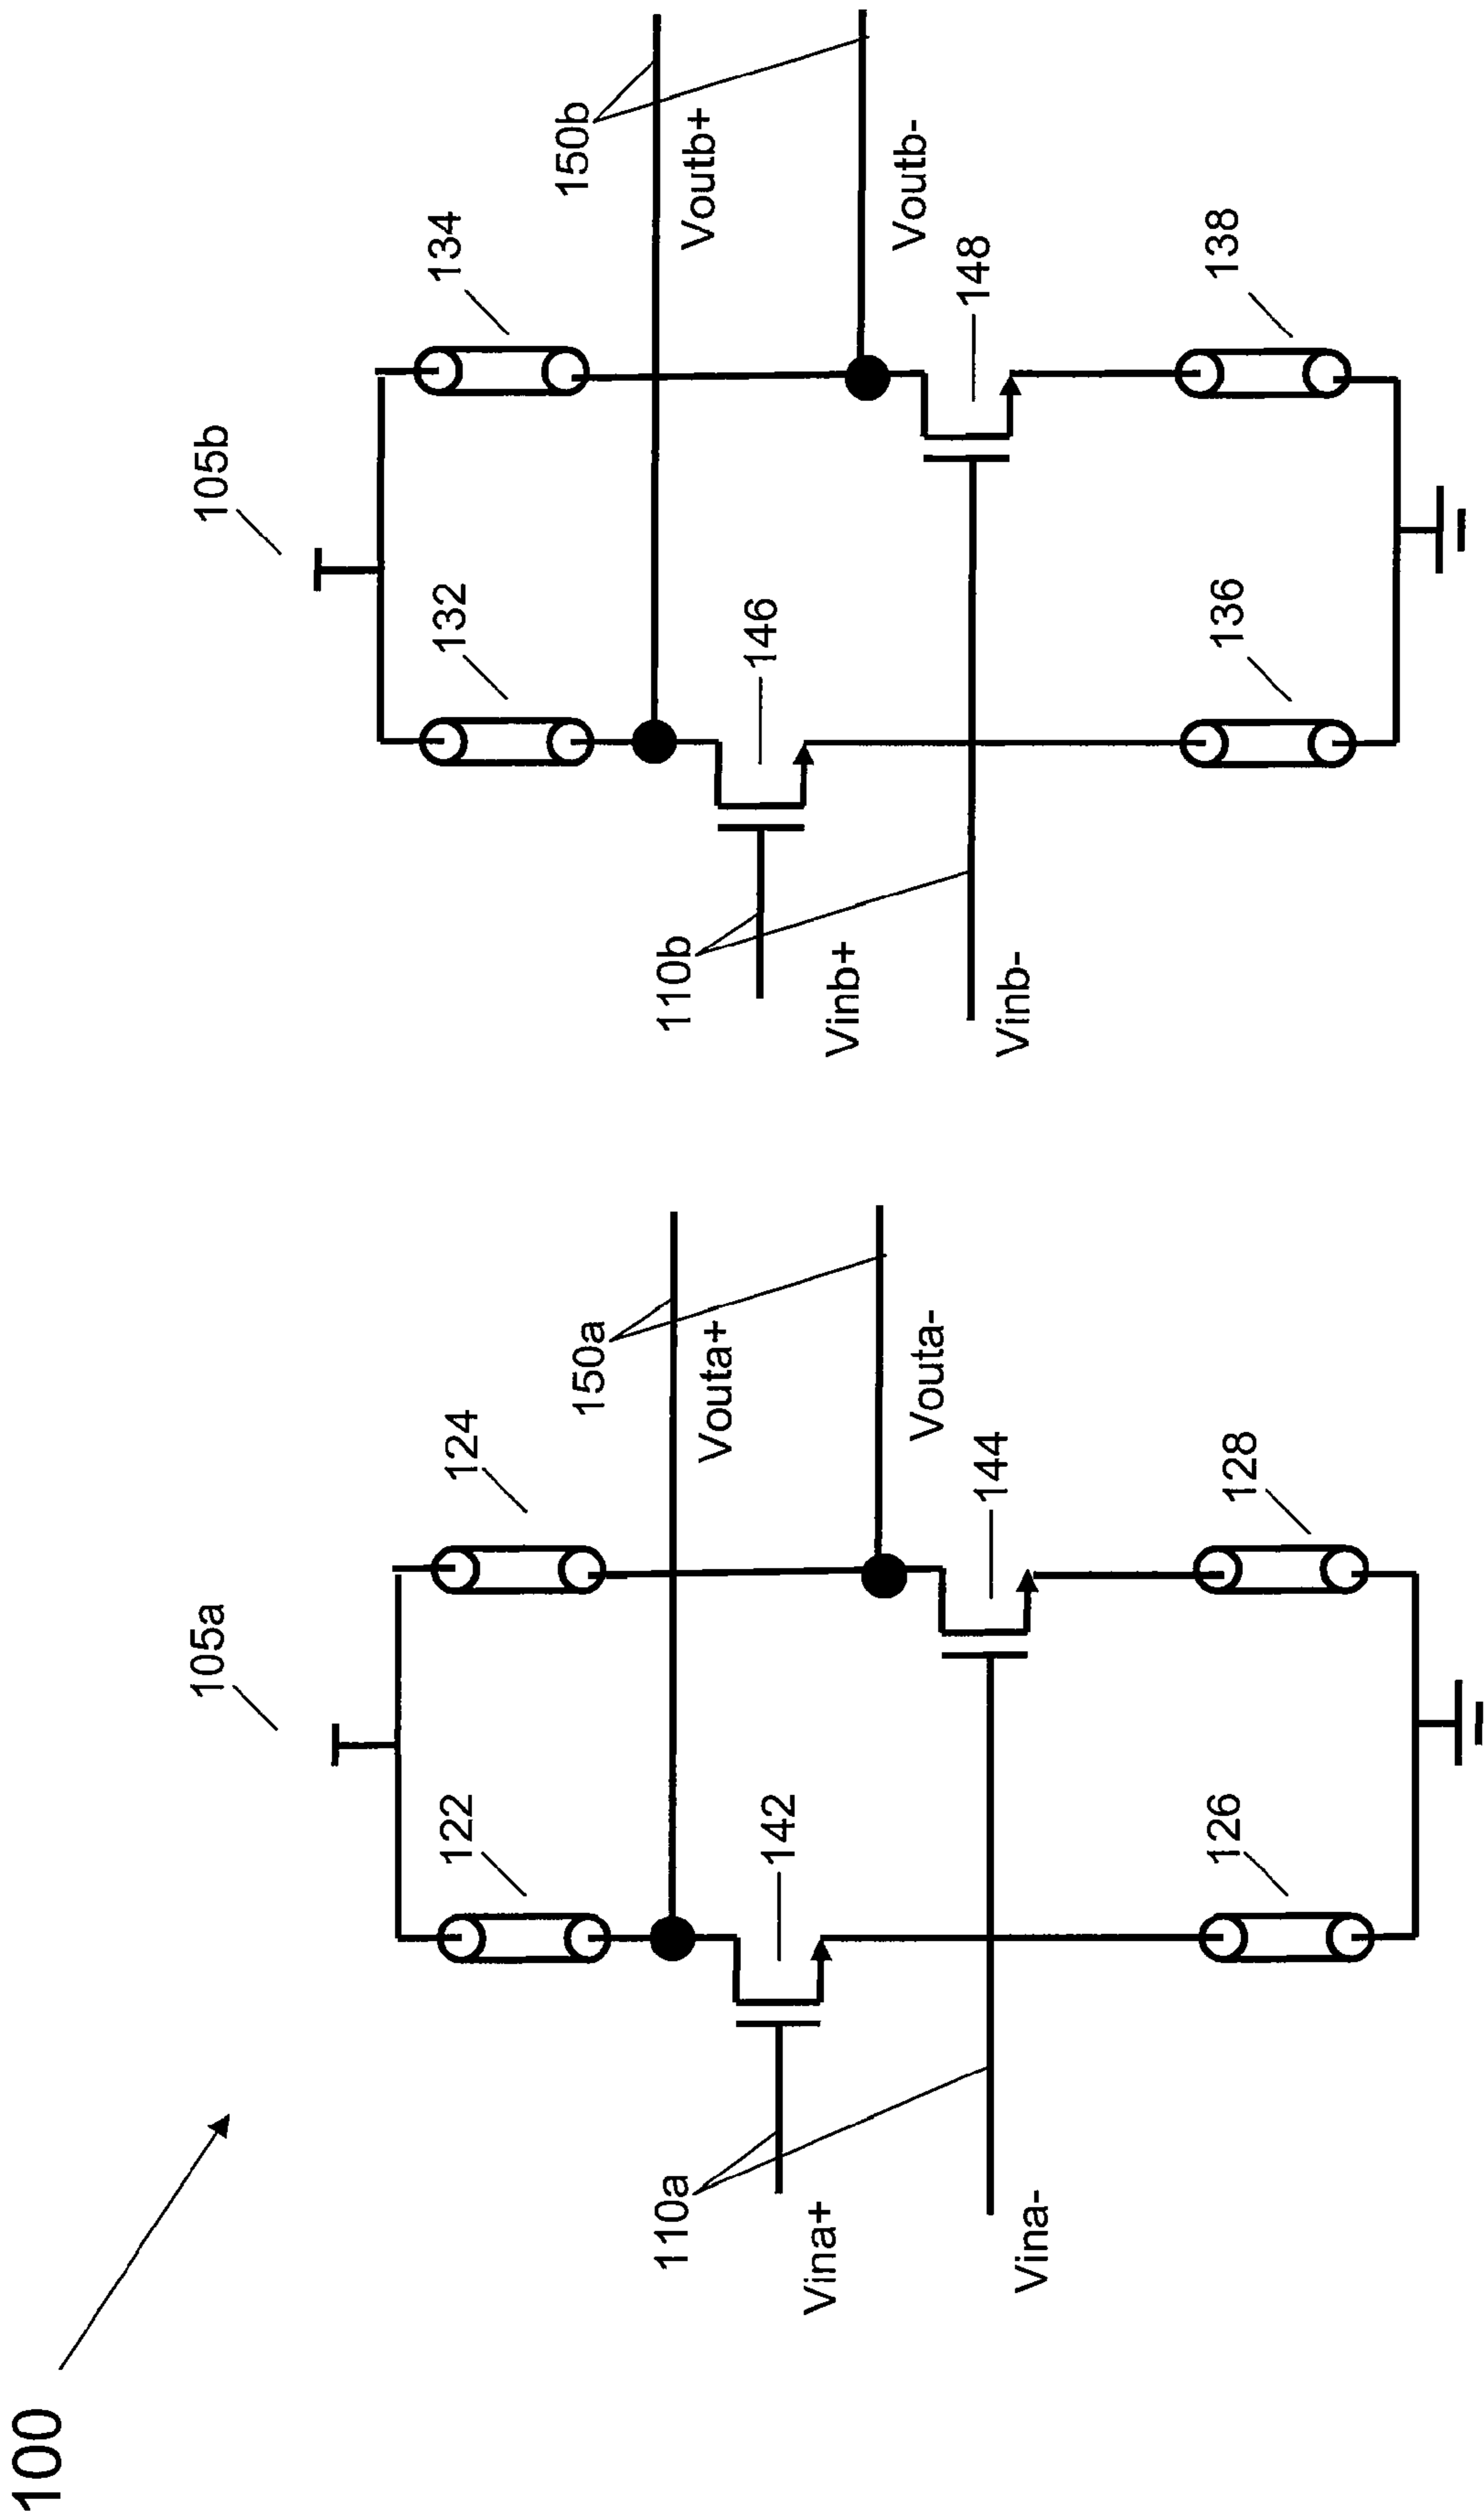 100
105a
105b
122
124
132
134
150a
150b
Vouta+
Voutb+
110a
142
110b
146
Vina+
Vinb+
Vouta-
Voutb-
144
148
Vina-
Vinb-
126
128
136
138